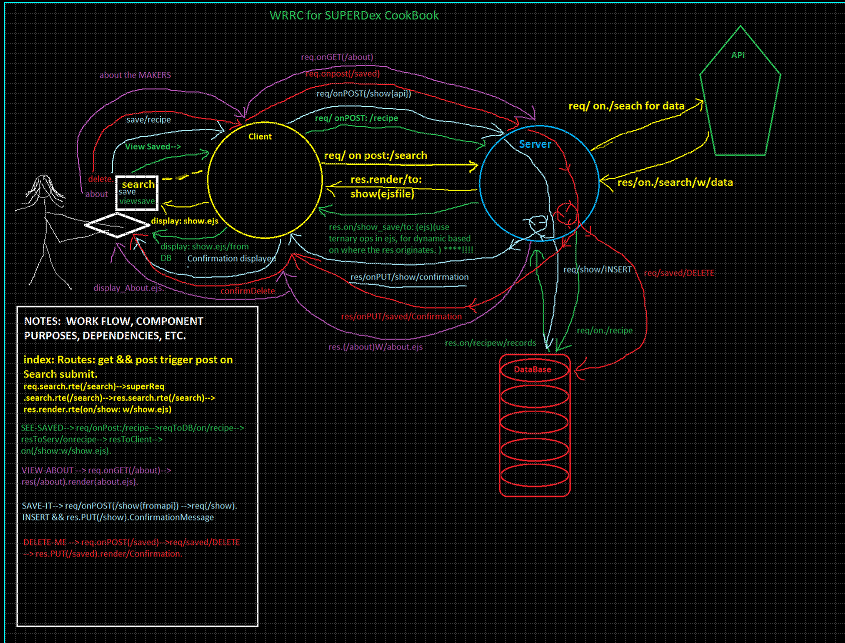 WRRC for SUPERDex CookBook
req.onGET(/about)
req.onpost(/saved)
about the MAKERS
req/onPOST(/show{api})
save/recipe
req/ onPOST: /recipe
API
req/ on./seach for data
Client
Server
View Saved-->
req/ on post:/search
delete
about
search
save
viewsave
res.render/to:
show(ejsfile)
res/on./search/w/data
display: show.ejs
res.on/show_save/to: (ejs)(use
ternary ops in ejs, for dynamic based
on where the res originates. ) *****!!!!
display: show.ejs/from
DB
Confirmation displayed
req/show/INSERT
req/saved/DELETE
res/onPUT/show/confirmation
display_About.ejs.
confirmDelete
res/onPUT/saved/Confirmation
req/on./recipe
res.(/about)W/about.ejs
res.on/recipew/records
DataBase
NOTES: WORK FLOW, COMPONENT
PURPOSES, DEPENDENCIES, ETC.
index: Routes: get && post trigger post on
Search submit.
req.search.rte(/search)-->superReq
.search.rte(/search)-->res.search.rte(/search)-->
res.render.rte(on/show: w/show.ejs)
SEE-SAVED--> req/onPost:/recipe-->reqToDB/on/recipe-->
resToServ/onrecipe--> resToClient-->
on(/show:w/show.ejs).
VIEW-ABOUT --> req.onGET(/about)-->
res(/about).render(about.ejs).
SAVE-IT--> req/onPOST(/show{fromapi}) -->req(/show).
INSERT && res.PUT(/show).ConfirmationMessage
DELETE-ME --> req:onPOST(/saved)-->req/saved/DELETE
--> res.PUT(/saved).render/Confirmation.